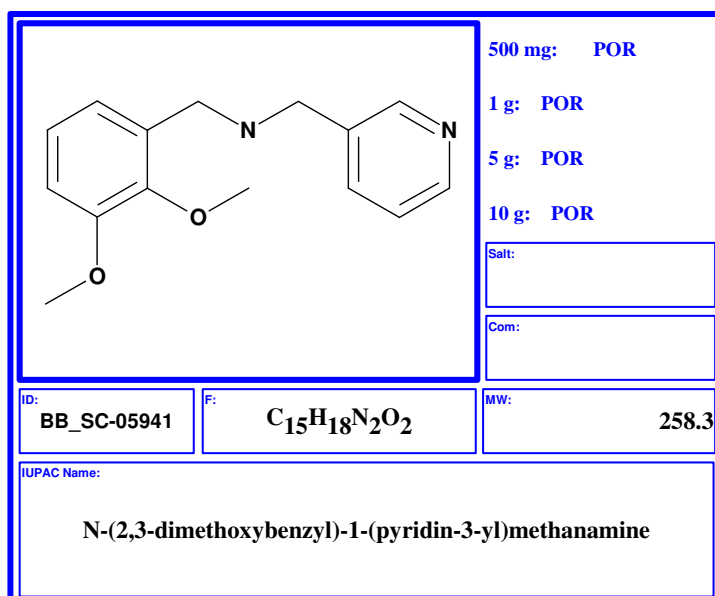 500 mg: POR
1 g: POR
5 g: POR
10 g: POR
N
N
O
O
Salt:
Com:
ID:
BB_SC-05941
F:
C15H18N2O2
MW:
258.3
IUPAC Name:
N-(2,3-dimethoxybenzyl)-1-(pyridin-3-yl)methanamine